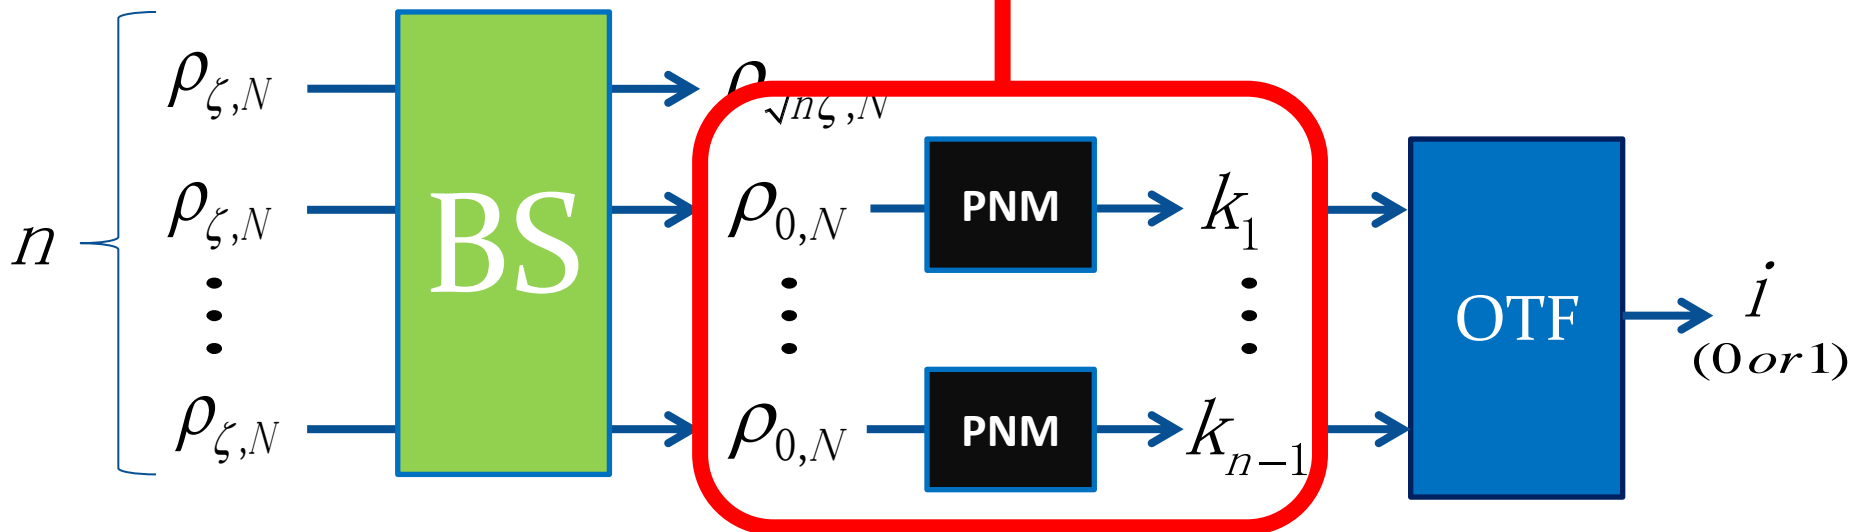 n
ρ_{ζ,N}
ρ_{ζ,N}
ρ_{ζ,N}
BS
ρ_{√nζ,N}
ρ_{0,N}
PNM
k_1
ρ_{0,N}
PNM
k_{n−1}
OTF
i
(0 or 1)